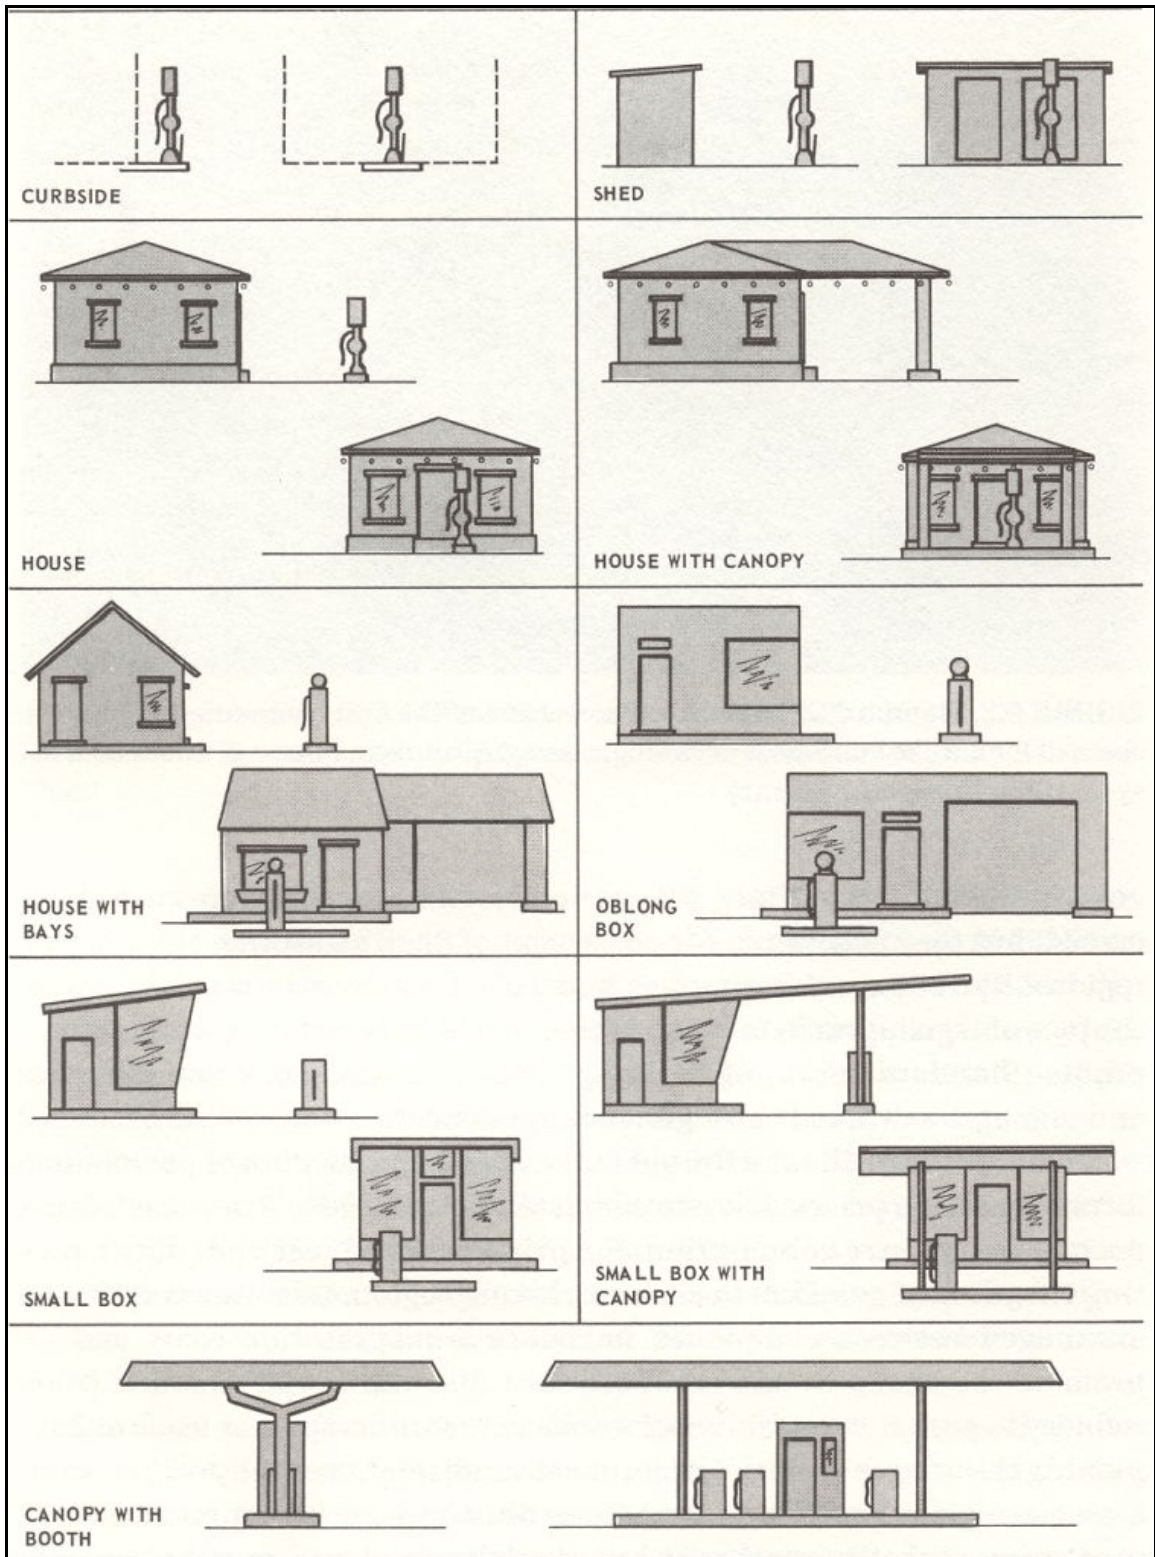 CURBSIDE
SHED
HOUSE
HOUSE WITH CANOPY
HOUSE WITH
BAYS
OBLONG
BOX
SMALL BOX
SMALL BOX WITH
CANOPY
CANOPY WITH
BOOTH